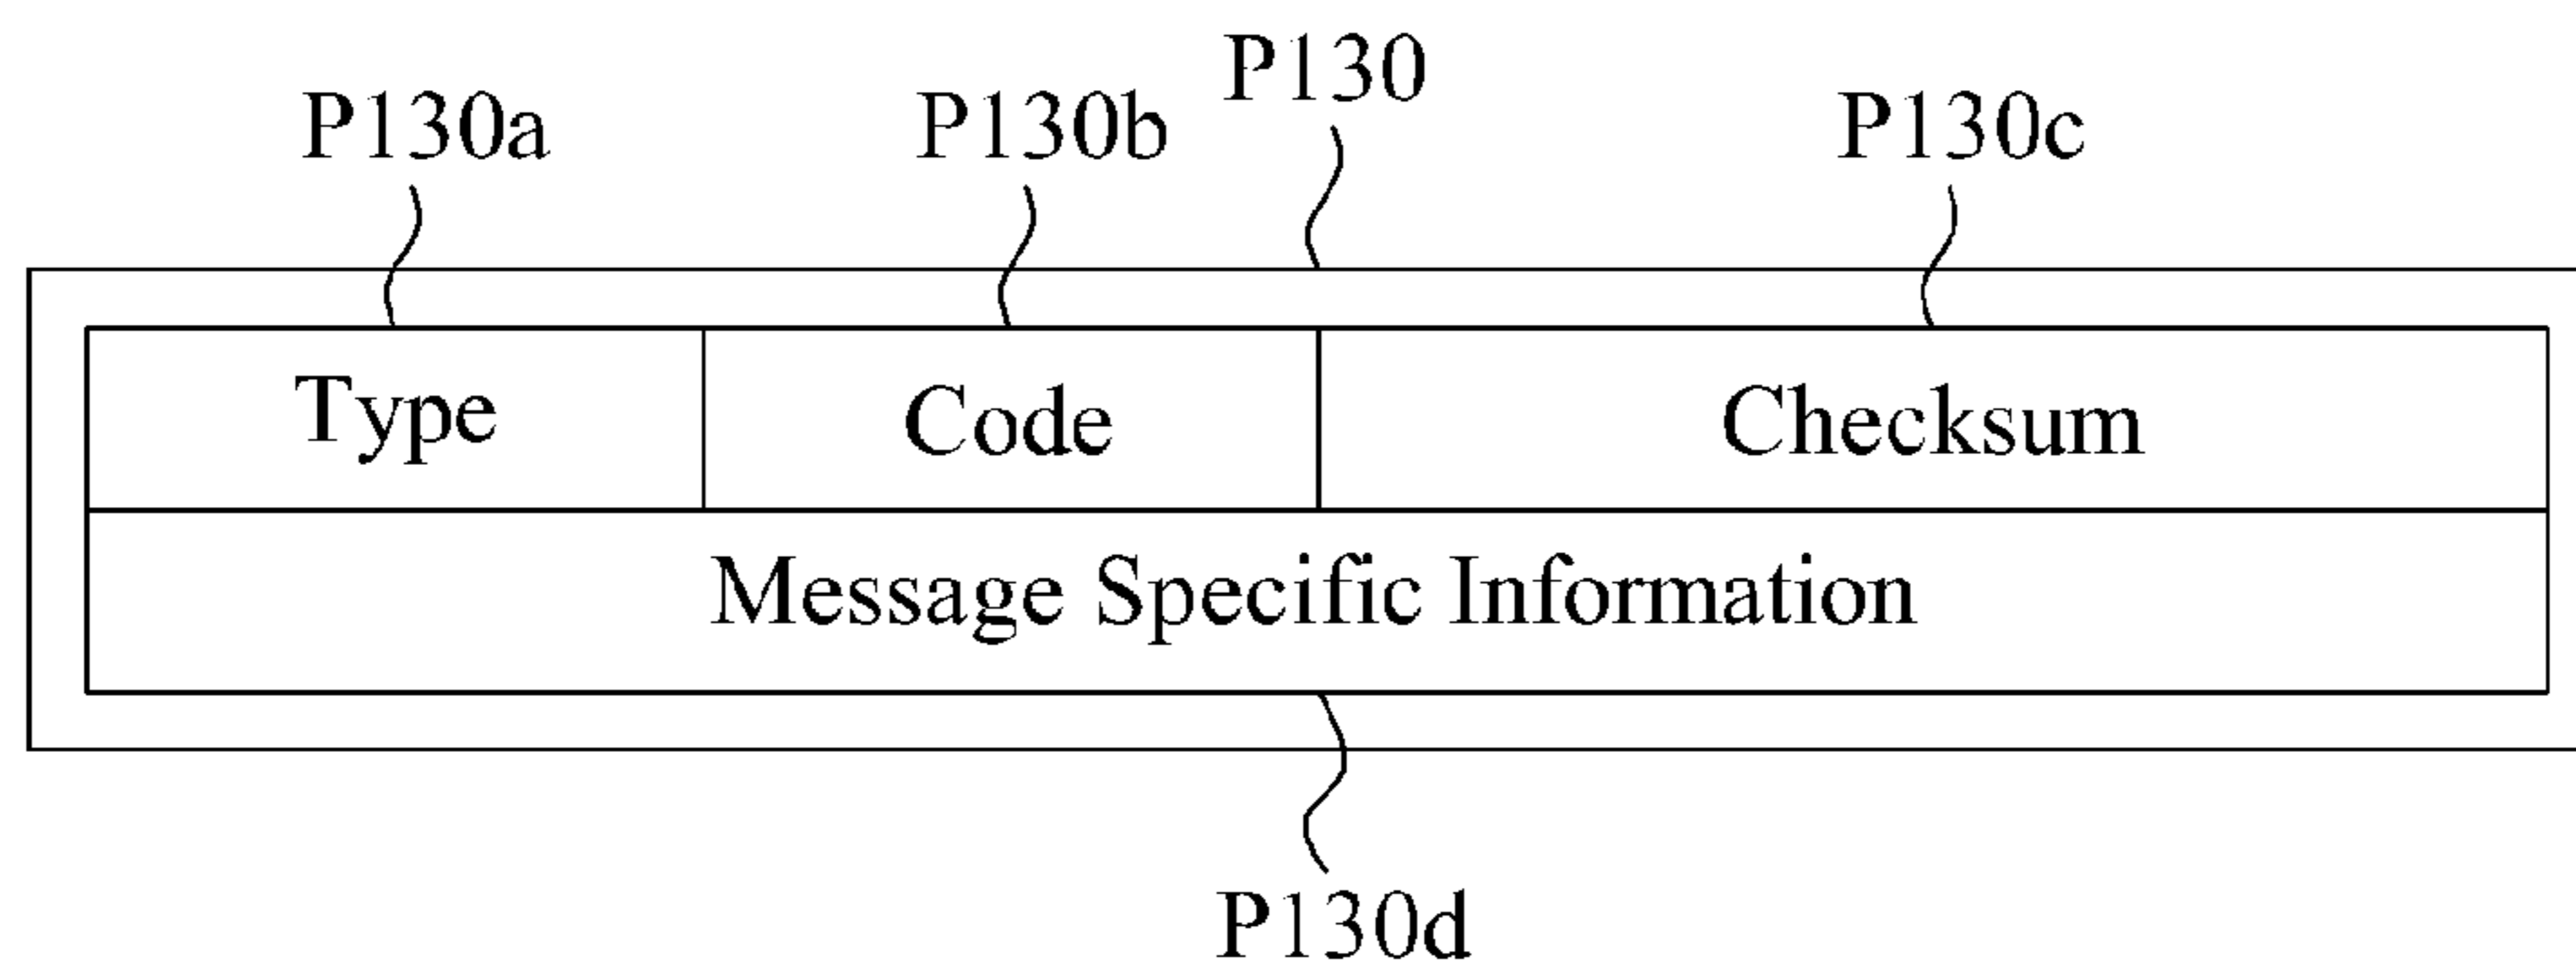 P130
P130a P130b P130c
Type Code Checksum
Message Specific Information
P130d